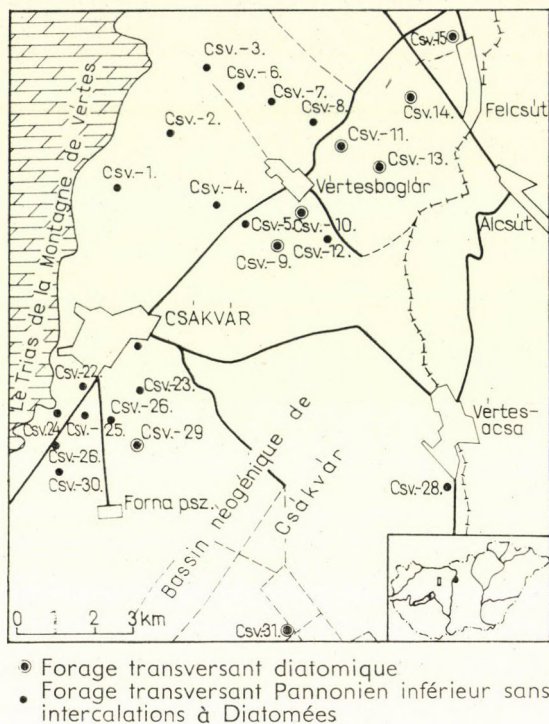 Csv.-3.
Csv.-6.
Csv.-7.
Csv.-8.
Csv.-15.
Csv.14.
Felcsút
Csv.-2.
Csv.-11.
Csv.-13.
Csv.-1.
Vértesboglár
Csv.-4.
Csv.-5.
Csv.-10.
Csv.-12.
Csv.-9.
Alcsút
Le Trias de la Montagne de Vértes
CSÁKVÁR
Csv.-22.
Csv.-23.
Csv.24.
Csv.-25.
Csv.-26.
Csv.-29
Csv.-26.
Csv.-30.
Forna psz.
Vértes-
acsa
Csv.-28.
Bassin néogénique de
Csákvár
Csv.-31.
0 1 2 3 km
Forage transversant diatomique
Forage transversant Pannonien inférieur sans
intercalations à Diatomées